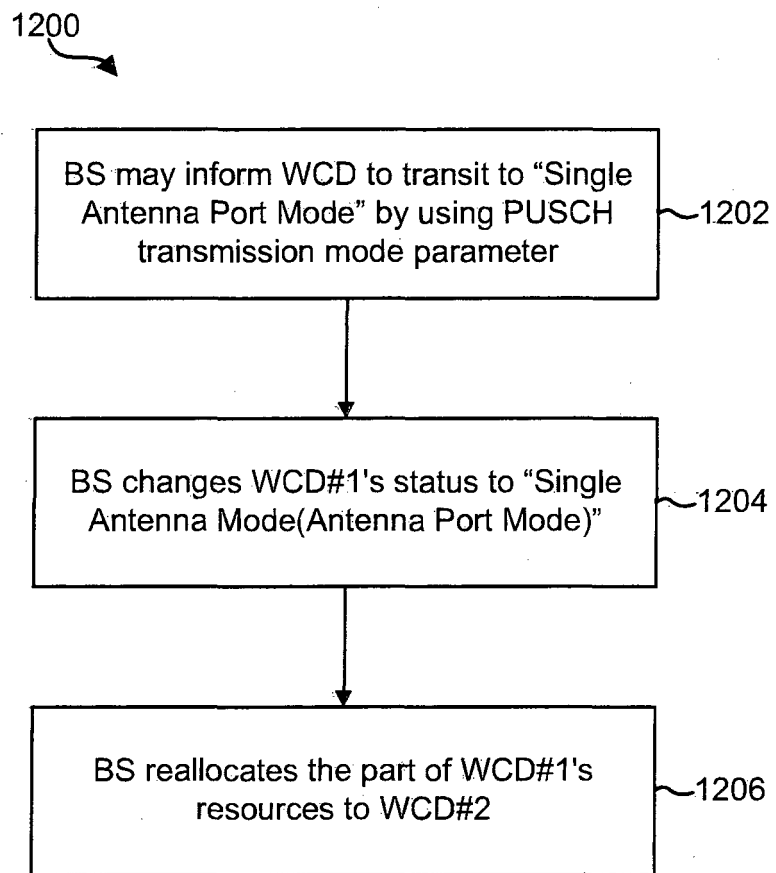 1200
BS may inform WCD to transit to “Single
Antenna Port Mode” by using PUSCH
transmission mode parameter
1202
BS changes WCD#1's status to “Single
Antenna Mode(Antenna Port Mode)”
1204
BS reallocates the part of WCD#1's
resources to WCD#2
1206